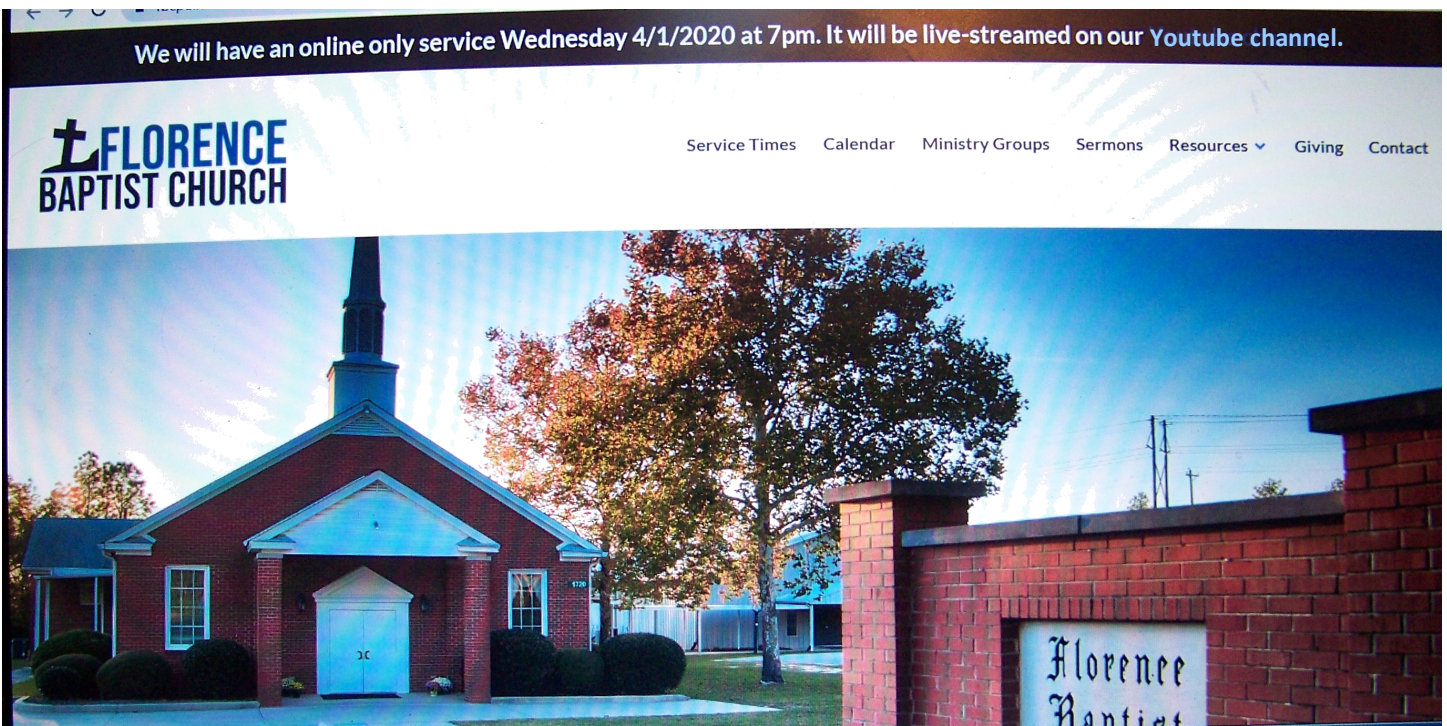 We will have an online only service Wednesday 4/1/2020 at 7pm. It will be live-streamed on our Youtube channel.
FLORENCE
BAPTIST CHURCH
Service Times Calendar Ministry Groups Sermons Resources Giving Contact
1720
Florence
Baptist